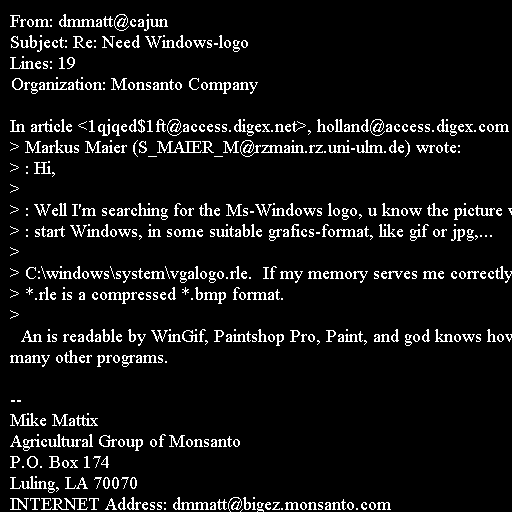 From: dmmatt@cajun
Subject: Re: Need Windows-logo
Lines: 19
Organization: Monsanto Company

In article <1qjqed$1ft@access.digex.net>, holland@access.digex.com
> Markus Maier (S_MAIER_M@rzmain.rz.uni-ulm.de) wrote:
> : Hi,
>
> : Well I'm searching for the Ms-Windows logo, u know the picture
> : start Windows, in some suitable grafics-format, like gif or jpg,...
>
> C:\windows\system\vgalogo.rle.  If my memory serves me correctly
> *.rle is a compressed *.bmp format.
>
  An is readable by WinGif, Paintshop Pro, Paint, and god knows how
many other programs.

--
Mike Mattix
Agricultural Group of Monsanto
P.O. Box 174
Luling, LA 70070
INTERNET Address: dmmatt@bigez.monsanto.com